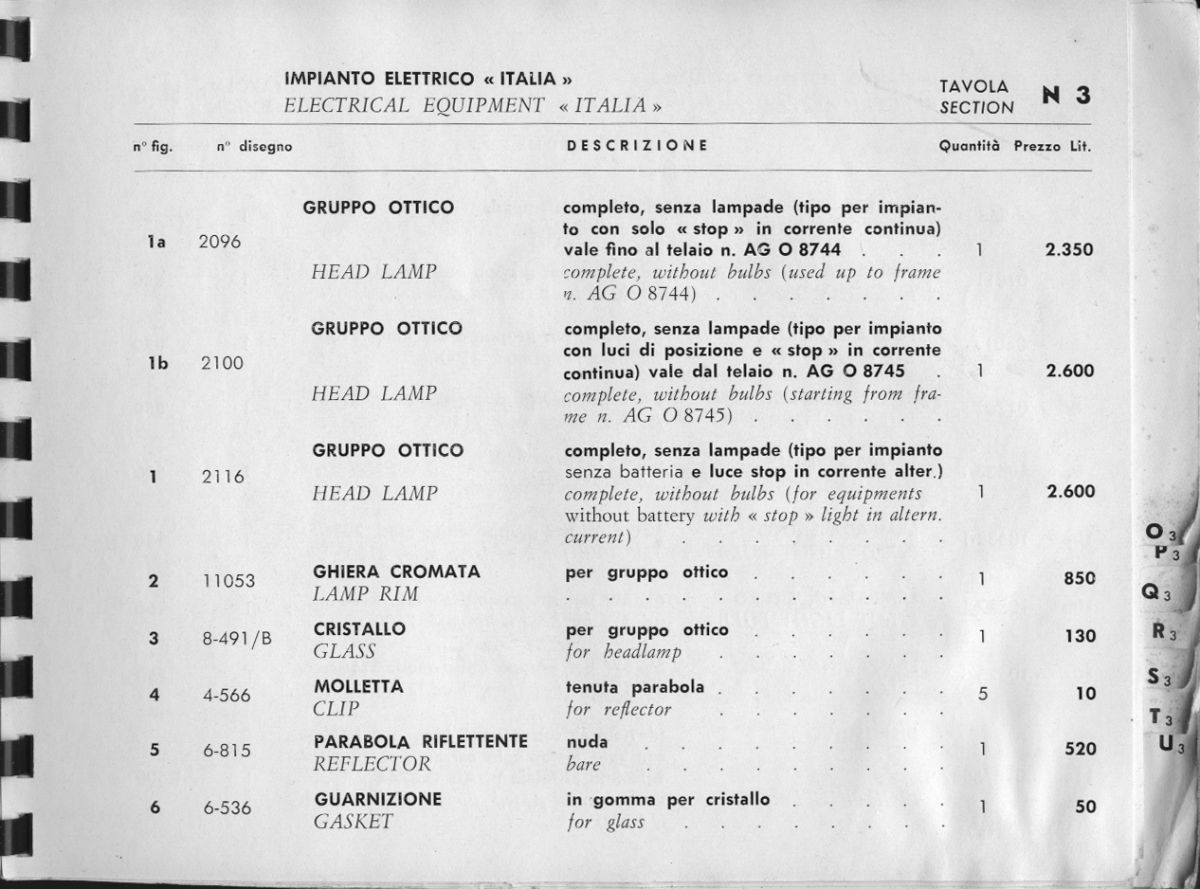 IMPIANTO ELETTRICO « ITALIA »
ELECTRICAL EQUIPMENT « ITALIA »
TAVOLA
SECTION
N 3
n° fig. n° disegno DESCRIZIONE Quantità Prezzo Lit.
GRUPPO OTTICO completo, senza lampade (tipo per impian-
to con solo « stop » in corrente continua)
1a 2096 vale fino al telaio n. AG O 8744 . . . 1 2.350
HEAD LAMP complete, without bulbs (used up to frame
n. AG O 8744) . . . . . . .
GRUPPO OTTICO completo, senza lampade (tipo per impianto
con luci di posizione e « stop » in corrente
1b 2100 continua) vale dal telaio n. AG O 8745 . 1 2.600
HEAD LAMP complete, without bulbs (starting from fra-
me n. AG O 8745) . . . . . .
GRUPPO OTTICO completo, senza lampade (tipo per impianto
1 2116 senza batteria e luce stop in corrente alter.)
HEAD LAMP complete, without bulbs (for equipments 1 2.600
without battery with « stop » light in altern.
current) . . . . . . . .
2 11053 GHIERA CROMATA per gruppo ottico . . . . . . 1 850
LAMP RIM . . . . . . . . . .
3 8-491/B CRISTALLO per gruppo ottico . . . . . . 1 130
GLASS for headlamp . . . . . . .
4 4-566 MOLLETTA tenuta parabola . . . . . . . 5 10
CLIP for reflector . . . . . . .
5 6-815 PARABOLA RIFLETTENTE nuda . . . . . . . . . 1 520
REFLECTOR bare . . . . . . . .
6 6-536 GUARNIZIONE in gomma per cristallo . . . . . 1 50
GASKET for glass . . . . . . . .
O 3
P 3
Q 3
R 3
S 3
T 3
U 3